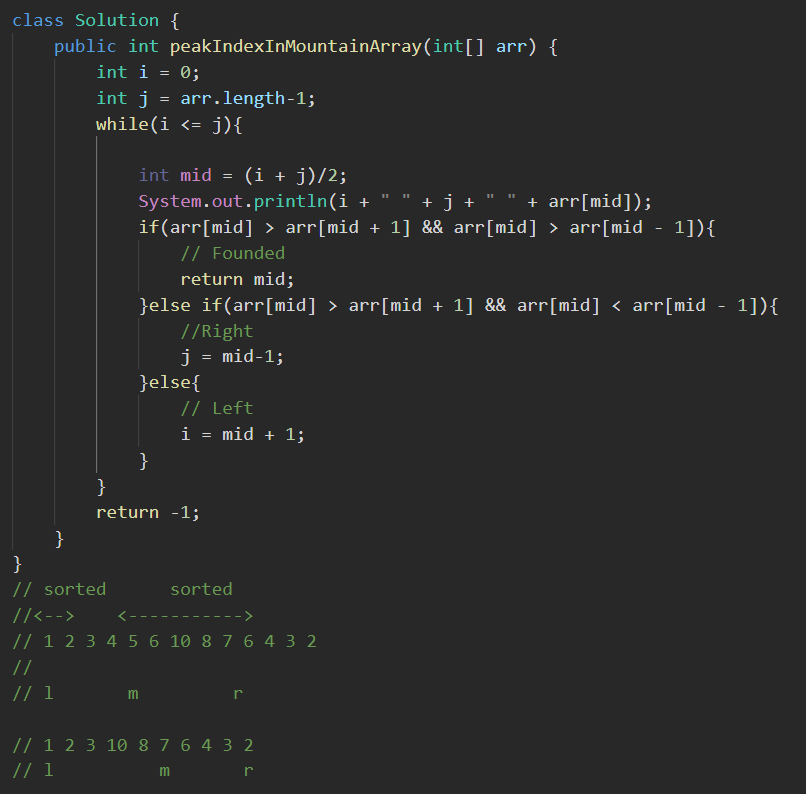 class Solution {
    public int peakIndexInMountainArray(int[] arr) {
        int i = 0;
        int j = arr.length-1;
        while(i <= j){

            int mid = (i + j)/2;
            System.out.println(i + " " + j + " " + arr[mid]);
            if(arr[mid] > arr[mid + 1] && arr[mid] > arr[mid - 1]){
                // Founded
                return mid;
            }else if(arr[mid] > arr[mid + 1] && arr[mid] < arr[mid - 1]){
                //Right
                j = mid-1;
            }else{
                // Left
                i = mid + 1;
            }
        }
        return -1;
    }
}
// sorted      sorted
//<-->    <----------->
// 1 2 3 4 5 6 10 8 7 6 4 3 2
//
// l       m         r

// 1 2 3 10 8 7 6 4 3 2
// l          m       r